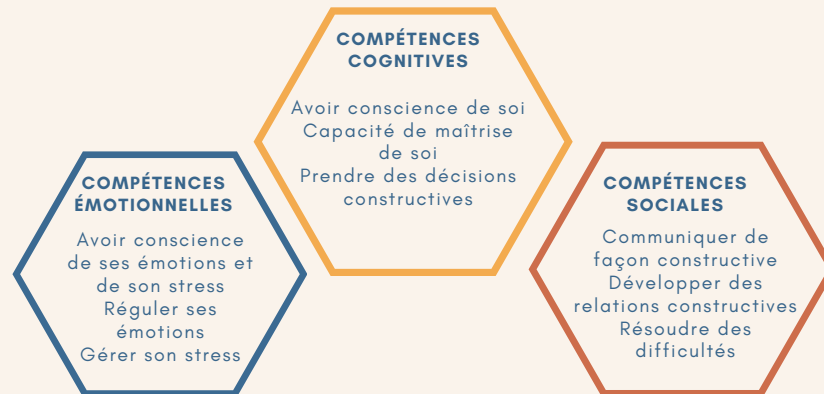 COMPÉTENCES
COGNITIVES
Avoir conscience de soi
Capacité de maîtrise
de soi
Prendre des décisions
constructives
COMPÉTENCES
ÉMOTIONNELLES
Avoir conscience
de ses émotions et
de son stress
Réguler ses
émotions
Gérer son stress
COMPÉTENCES
SOCIALES
Communiquer de
façon constructive
Développer des
relations constructives
Résoudre des
difficultés